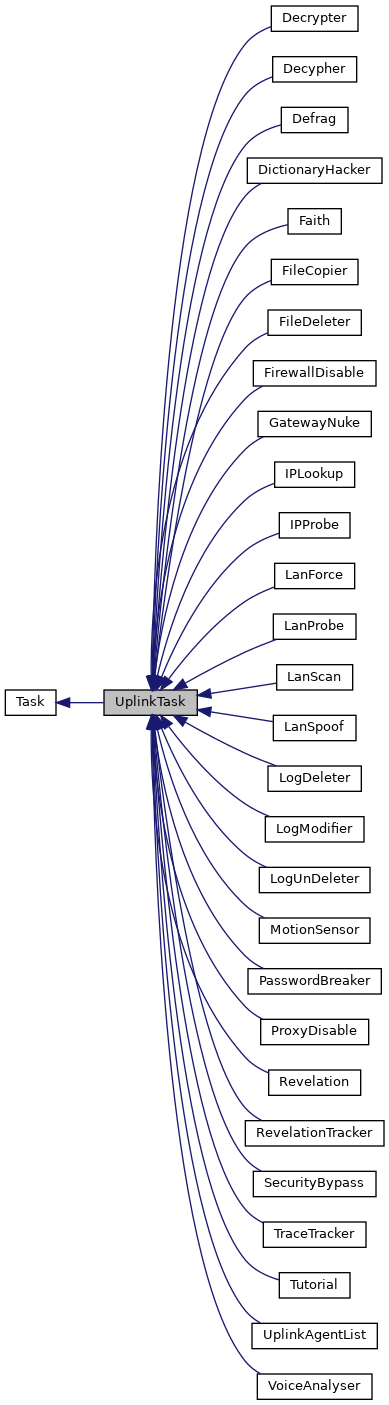 Decrypter
Decypher
Defrag
DictionaryHacker
Faith
FileCopier
FileDeleter
FirewallDisable
GatewayNuke
IPLookup
IPProbe
LanForce
LanProbe
LanScan
Task
UplinkTask
LanSpoof
LogDeleter
LogModifier
LogUnDeleter
MotionSensor
PasswordBreaker
ProxyDisable
Revelation
RevelationTracker
SecurityBypass
TraceTracker
Tutorial
UplinkAgentList
VoiceAnalyser